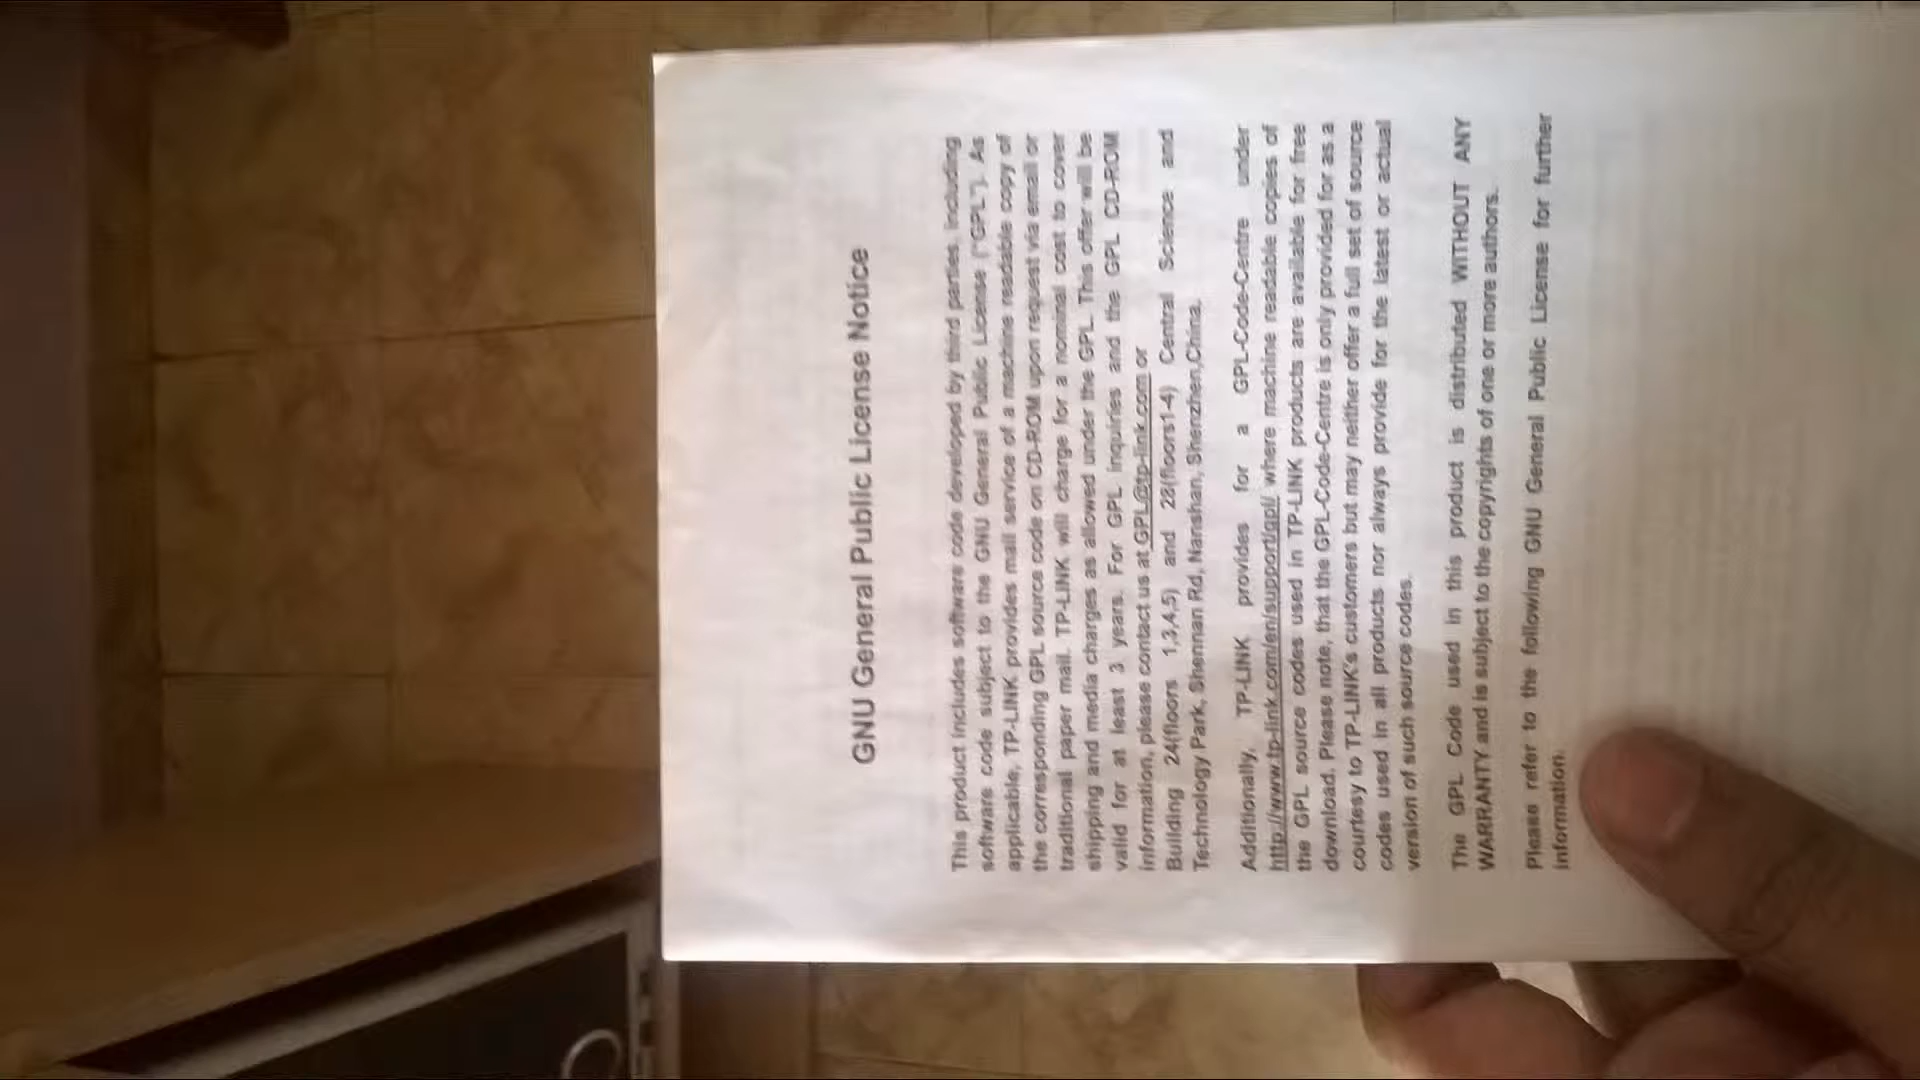 GNU General Public License Notice
This product includes software code developed by third parties, including
software code subject to the GNU General Public License ("GPL"). As
applicable, TP-LINK provides mail service of a machine readable copy of
the corresponding GPL source code on CD-ROM upon request via email or
traditional paper mail. TP-LINK will charge for a nominal cost to cover
shipping and media charges as allowed under the GPL. This offer will be
valid for at least 3 years. For GPL inquiries and the GPL CD-ROM
information, please contact us at GPL@tp-link.com or
Building 24(floors 1,3,4,5) and 28(floors1-4) Central Science and
Technology Park, Shennan Rd, Nanshan, Shenzhen,China.
Additionally, TP-LINK provides for a GPL-Code-Centre under
http://www.tp-link.com/en/support/gpl/ where machine readable copies of
the GPL source codes used in TP-LINK products are available for free
download. Please note, that the GPL-Code-Centre is only provided for as a
courtesy to TP-LINK's customers but may neither offer a full set of source
codes used in all products nor always provide for the latest or actual
version of such source codes.
The GPL Code used in this product is distributed WITHOUT ANY
WARRANTY and is subject to the copyrights of one or more authors.
Please refer to the following GNU General Public License for further
information.